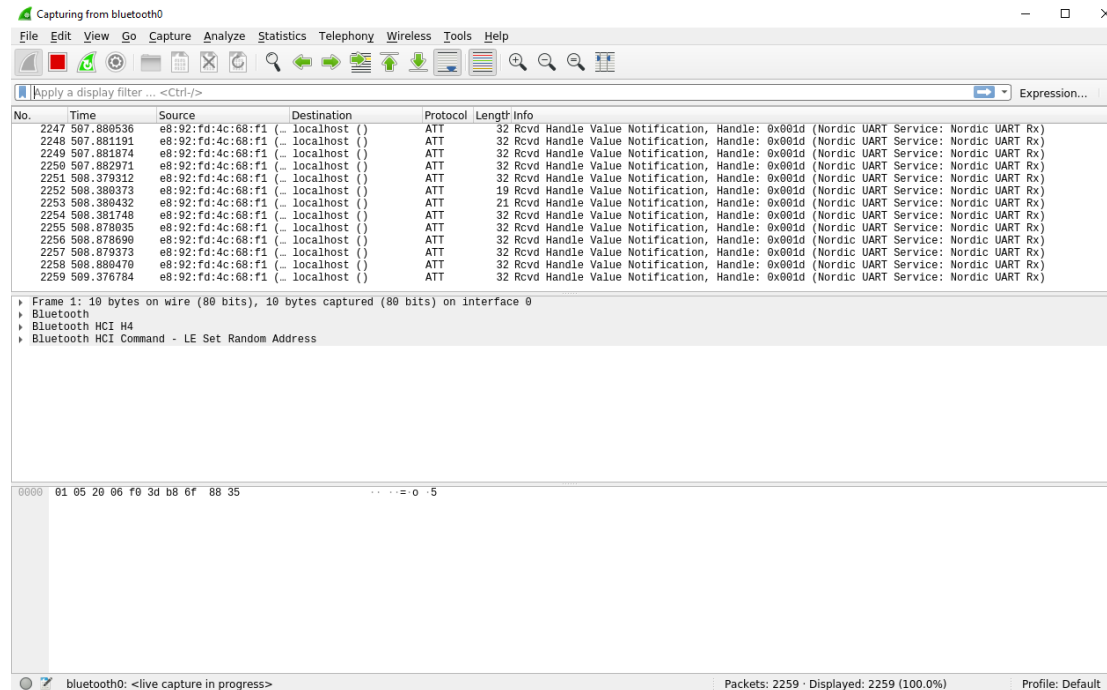 Capturing from bluetooth0
File Edit View Go Capture Analyze Statistics Telephony Wireless Tools Help
Apply a display filter ... <Ctrl-/> Expression...
No. Time Source Destination Protocol Length Info
2247 507.880536 e8:92:fd:4c:68:f1 (… localhost () ATT 32 Rcvd Handle Value Notification, Handle: 0x001d (Nordic UART Service: Nordic UART Rx)
2248 507.881191 e8:92:fd:4c:68:f1 (… localhost () ATT 32 Rcvd Handle Value Notification, Handle: 0x001d (Nordic UART Service: Nordic UART Rx)
2249 507.881874 e8:92:fd:4c:68:f1 (… localhost () ATT 32 Rcvd Handle Value Notification, Handle: 0x001d (Nordic UART Service: Nordic UART Rx)
2250 507.882971 e8:92:fd:4c:68:f1 (… localhost () ATT 32 Rcvd Handle Value Notification, Handle: 0x001d (Nordic UART Service: Nordic UART Rx)
2251 508.379312 e8:92:fd:4c:68:f1 (… localhost () ATT 32 Rcvd Handle Value Notification, Handle: 0x001d (Nordic UART Service: Nordic UART Rx)
2252 508.380373 e8:92:fd:4c:68:f1 (… localhost () ATT 19 Rcvd Handle Value Notification, Handle: 0x001d (Nordic UART Service: Nordic UART Rx)
2253 508.380432 e8:92:fd:4c:68:f1 (… localhost () ATT 21 Rcvd Handle Value Notification, Handle: 0x001d (Nordic UART Service: Nordic UART Rx)
2254 508.381748 e8:92:fd:4c:68:f1 (… localhost () ATT 32 Rcvd Handle Value Notification, Handle: 0x001d (Nordic UART Service: Nordic UART Rx)
2255 508.878035 e8:92:fd:4c:68:f1 (… localhost () ATT 32 Rcvd Handle Value Notification, Handle: 0x001d (Nordic UART Service: Nordic UART Rx)
2256 508.878690 e8:92:fd:4c:68:f1 (… localhost () ATT 32 Rcvd Handle Value Notification, Handle: 0x001d (Nordic UART Service: Nordic UART Rx)
2257 508.879373 e8:92:fd:4c:68:f1 (… localhost () ATT 32 Rcvd Handle Value Notification, Handle: 0x001d (Nordic UART Service: Nordic UART Rx)
2258 508.880470 e8:92:fd:4c:68:f1 (… localhost () ATT 32 Rcvd Handle Value Notification, Handle: 0x001d (Nordic UART Service: Nordic UART Rx)
2259 509.376784 e8:92:fd:4c:68:f1 (… localhost () ATT 32 Rcvd Handle Value Notification, Handle: 0x001d (Nordic UART Service: Nordic UART Rx)
Frame 1: 10 bytes on wire (80 bits), 10 bytes captured (80 bits) on interface 0
Bluetooth
Bluetooth HCI H4
Bluetooth HCI Command - LE Set Random Address
0000 01 05 20 06 f0 3d b8 6f 88 35 ·· ··=·o ·5
bluetooth0: <live capture in progress> Packets: 2259 · Displayed: 2259 (100.0%) Profile: Default